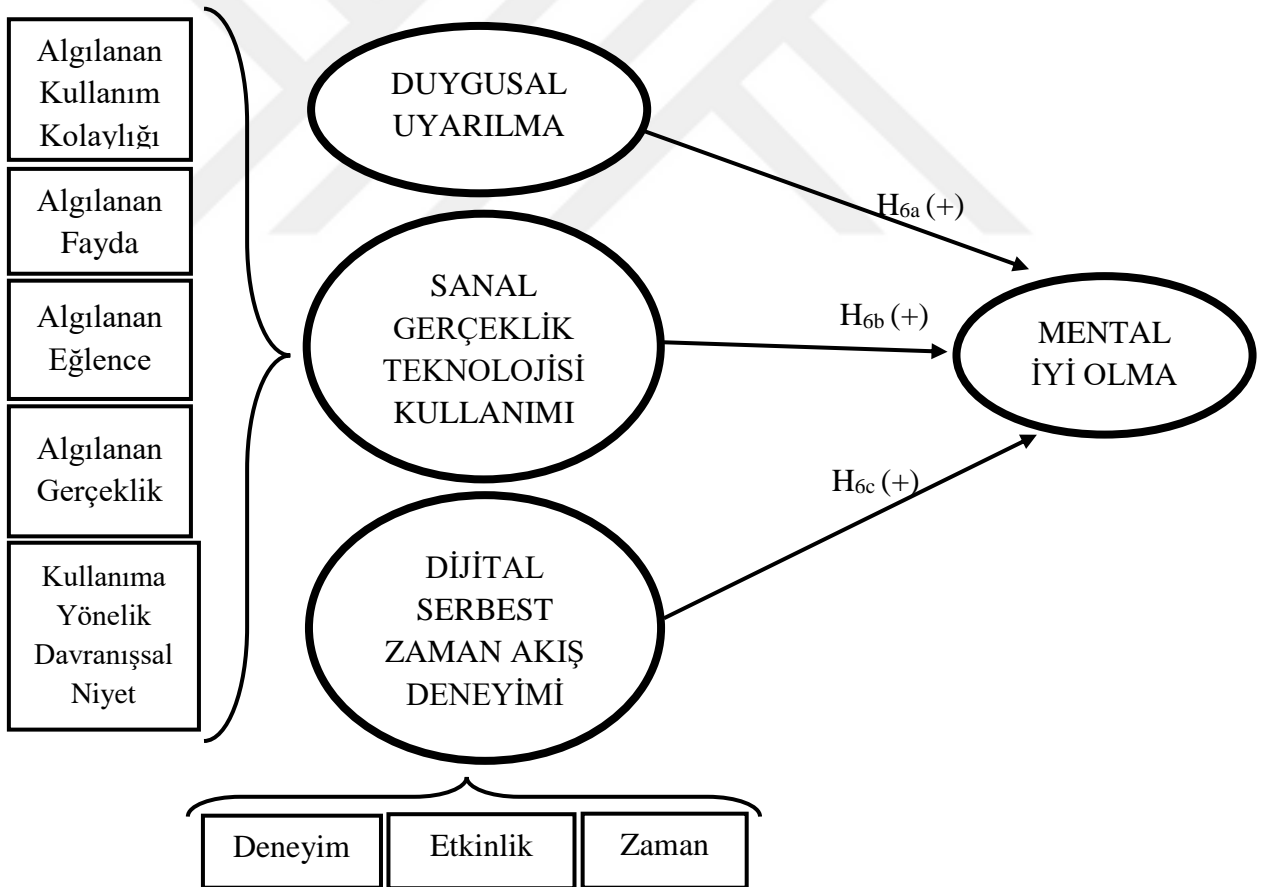 Algılanan
Kullanım
Kolaylığı
Algılanan
Fayda
Algılanan
Eğlence
Algılanan
Gerçeklik
Kullanıma
Yönelik
Davranışsal
Niyet
DUYGUSAL
UYARILMA
SANAL
GERÇEKLİK
TEKNOLOJİSİ
KULLANIMI
DİJİTAL
SERBEST
ZAMAN AKIŞ
DENEYİMİ
H6a (+)
H6b (+)
H6c (+)
MENTAL
İYİ OLMA
Deneyim
Etkinlik
Zaman